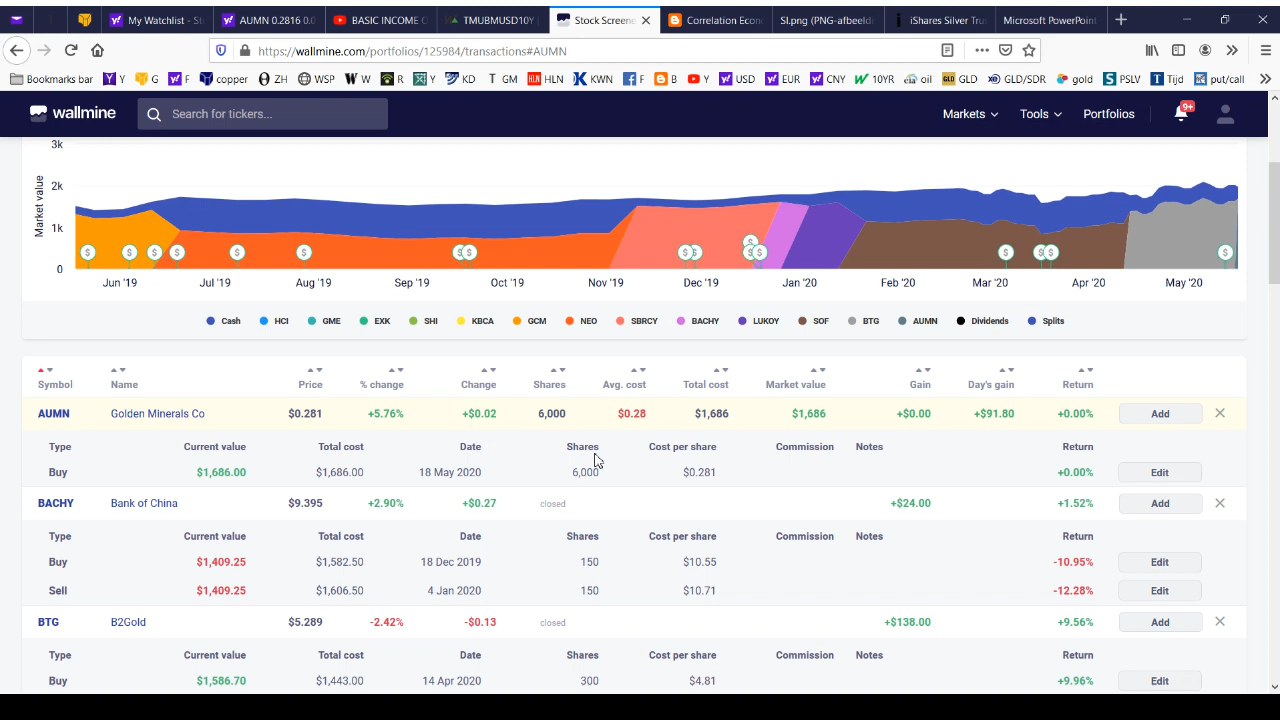 My Watchlist - St
AUMN 0.2816 0.0
BASIC INCOME
TMUBMUSD10Y
Stock Screene
Correlation Econ
SI.png (PNG-afbeeldi
iShares Silver Tru
Microsoft PowerPoint
https://wallmine.com/portfolios/125984/transactions#AUMN
Bookmarks bar Y G F copper ZH WSP W R Y KD GM HLN KWN F B Y USD EUR CNY 10YR oil GLD GLD/SDR gold PSLV Tijd put/call
wallmine Search for tickers... Markets Tools Portfolios 9+
3k
2k
1k
0
Market value
Jun '19 Jul '19 Aug '19 Sep '19 Oct '19 Nov '19 Dec '19 Jan '20 Feb '20 Mar '20 Apr '20 May '20
Cash HCI GME EXK SHI KBCA GCM NEO SBRCY BACHY LUKOY SOF BTG AUMN Dividends Splits
Symbol Name Price % change Change Shares Avg. cost Total cost Market value Gain Day's gain Return
AUMN Golden Minerals Co $0.281 +5.76% +$0.02 6,000 $0.28 $1,686 $1,686 +$0.00 +$91.80 +0.00% Add
Type Current value Total cost Date Shares Cost per share Commission Notes Return
Buy $1,686.00 $1,686.00 18 May 2020 6,000 $0.281 +0.00% Edit
BACHY Bank of China $9.395 +2.90% +$0.27 closed +$24.00 +1.52% Add
Type Current value Total cost Date Shares Cost per share Commission Notes Return
Buy $1,409.25 $1,582.50 18 Dec 2019 150 $10.55 -10.95% Edit
Sell $1,409.25 $1,606.50 4 Jan 2020 150 $10.71 -12.28% Edit
BTG B2Gold $5.289 -2.42% -$0.13 closed +$138.00 +9.56% Add
Type Current value Total cost Date Shares Cost per share Commission Notes Return
Buy $1,586.70 $1,443.00 14 Apr 2020 300 $4.81 +9.96% Edit